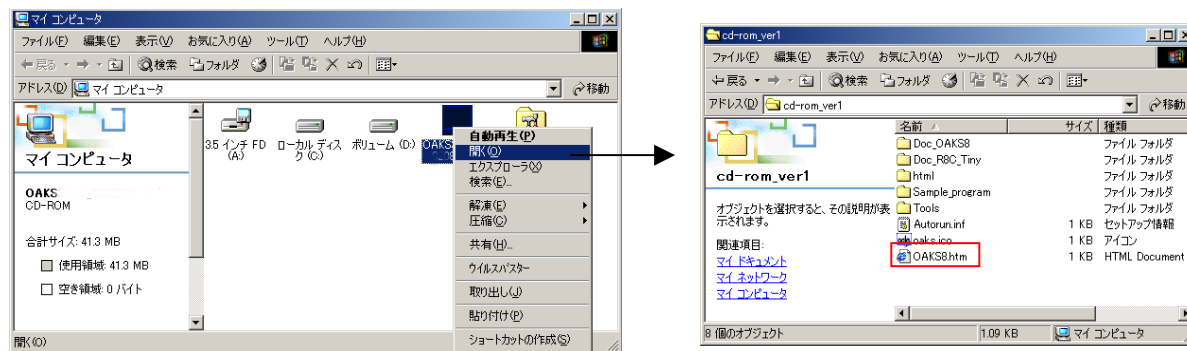 マイ コンピュータ
ファイル(F) 編集(E) 表示(V) お気に入り(A) ツール(T) ヘルプ(H)
戻る 検索 フォルダ
アドレス(D) マイ コンピュータ 移動
マイ コンピュータ
OAKS
CD-ROM
合計サイズ: 41.3 MB
使用領域: 41.3 MB
空き領域: 0 バイト
3.5 インチ FD (A:)
ローカル ディスク (C:)
ボリューム (D:)
OAKS
自動再生(P)
開く(O)
エクスプローラ(X)
検索(E)...
解凍(E)
圧縮(C)
共有(H)...
ウイルスバスター
取り出し(J)
貼り付け(P)
ショートカットの作成(S)
開く(O)
cd-rom_ver1
ファイル(F) 編集(E) 表示(V) お気に入り(A) ツール(T) ヘルプ(H)
戻る 検索 フォルダ
アドレス(D) cd-rom_ver1 移動
cd-rom_ver1
オブジェクトを選択すると、その説明が表示されます。
関連項目:
マイ ドキュメント
マイ ネットワーク
マイ コンピュータ
名前 サイズ 種類
Doc_OAKS8 ファイル フォルダ
Doc_R8C_Tiny ファイル フォルダ
html ファイル フォルダ
Sample_program ファイル フォルダ
Tools ファイル フォルダ
Autorun.inf 1 KB セットアップ情報
oaks.ico 1 KB アイコン
OAKS8.htm 1 KB HTML Document
8 個のオブジェクト 1.09 KB マイ コンピュータ